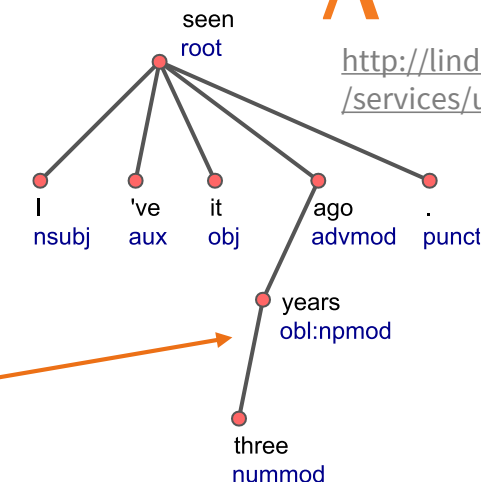 seen
root
http://lind
/services/u
I 've it ago .
nsubj aux obj advmod punct
years
obl:npmod
three
nummod